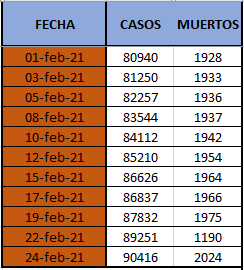 FECHA CASOS MUERTOS
01-feb-21 80940 1928
03-feb-21 81250 1933
05-feb-21 82257 1936
08-feb-21 83544 1937
10-feb-21 84112 1942
12-feb-21 85210 1954
15-feb-21 86626 1964
17-feb-21 86837 1966
19-feb-21 87832 1975
22-feb-21 89251 1190
24-feb-21 90416 2024